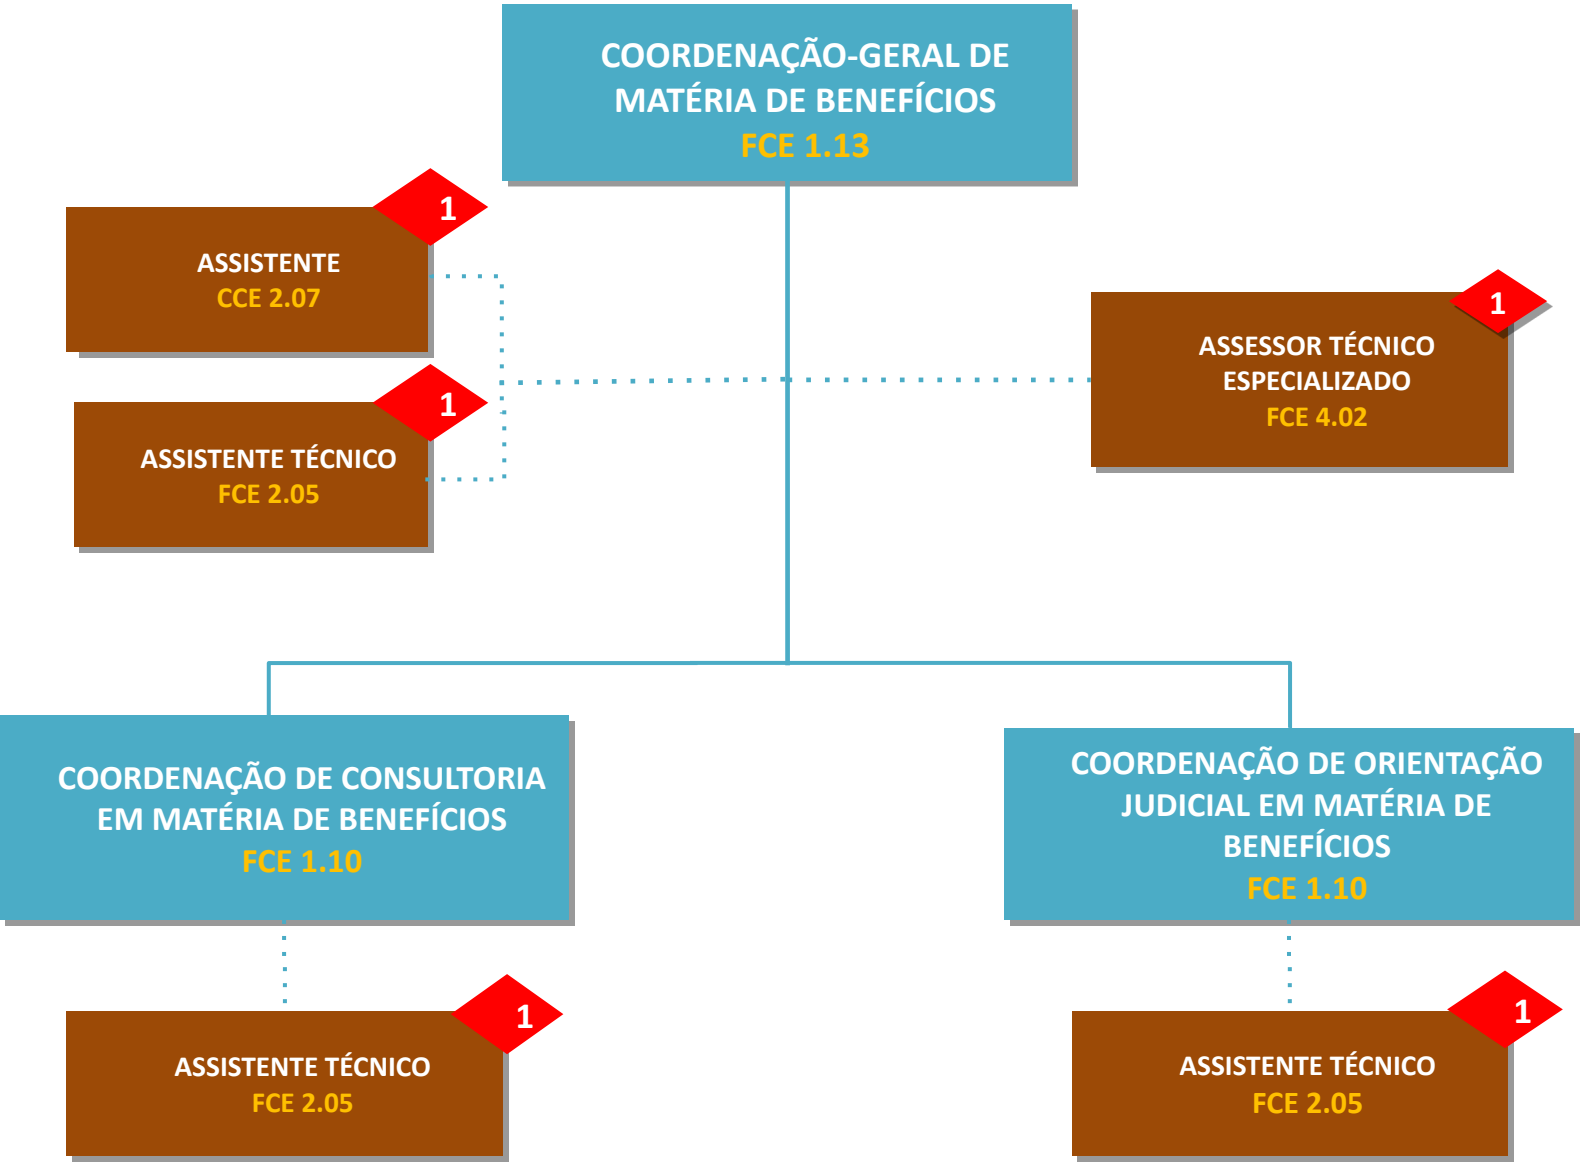 COORDENAÇÃO-GERAL DE
MATÉRIA DE BENEFÍCIOS
FCE 1.13
1
ASSISTENTE
CCE 2.07
1
ASSESSOR TÉCNICO
ESPECIALIZADO
FCE 4.02
1
ASSISTENTE TÉCNICO
FCE 2.05
COORDENAÇÃO DE CONSULTORIA
EM MATÉRIA DE BENEFÍCIOS
FCE 1.10
COORDENAÇÃO DE ORIENTAÇÃO
JUDICIAL EM MATÉRIA DE
BENEFÍCIOS
FCE 1.10
1
ASSISTENTE TÉCNICO
FCE 2.05
1
ASSISTENTE TÉCNICO
FCE 2.05